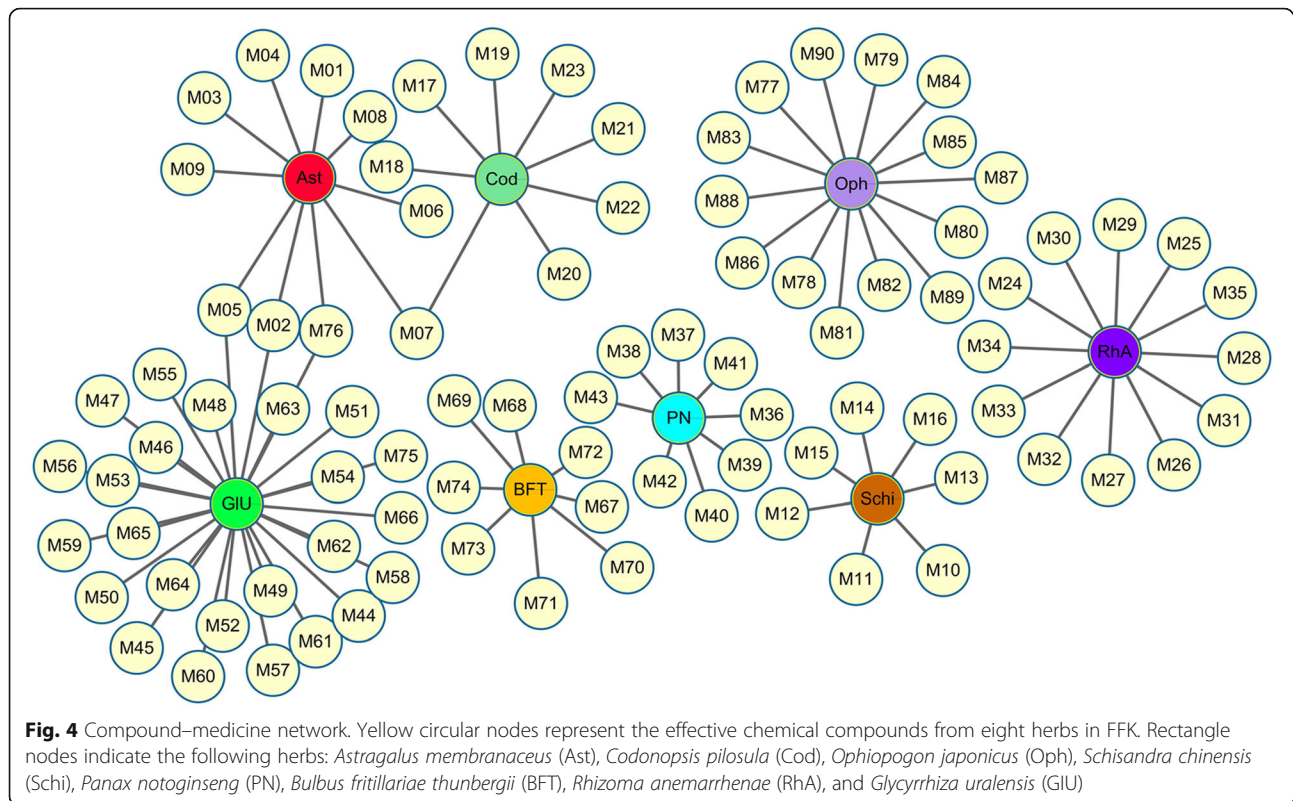 M04
M01
M03
M08
M09
Ast
M06
M19
M17
M23
M21
M18
Cod
M22
M20
M05
M02
M76
M07
M90
M79
M77
M84
M83
M85
Oph
M87
M88
M80
M86
M78
M82
M89
M81
M29
M30
M25
M24
M35
M34
RhA
M28
M33
M31
M32
M26
M27
M55
M47
M48
M63
M51
M46
M56
M53
M54
M75
GlU
M66
M59
M65
M62
M50
M64
M49
M58
M44
M45
M52
M61
M60
M57
M69
M68
M72
M74
BFT
M67
M73
M70
M71
M37
M38
M41
M43
PN
M36
M39
M42
M40
M14
M16
M15
M13
M12
Schi
M11
M10
Fig. 4 Compound–medicine network. Yellow circular nodes represent the effective chemical compounds from eight herbs in FFK. Rectangle
nodes indicate the following herbs: Astragalus membranaceus (Ast), Codonopsis pilosula (Cod), Ophiopogon japonicus (Oph), Schisandra chinensis
(Schi), Panax notoginseng (PN), Bulbus fritillariae thunbergii (BFT), Rhizoma anemarrhenae (RhA), and Glycyrrhiza uralensis (GlU)